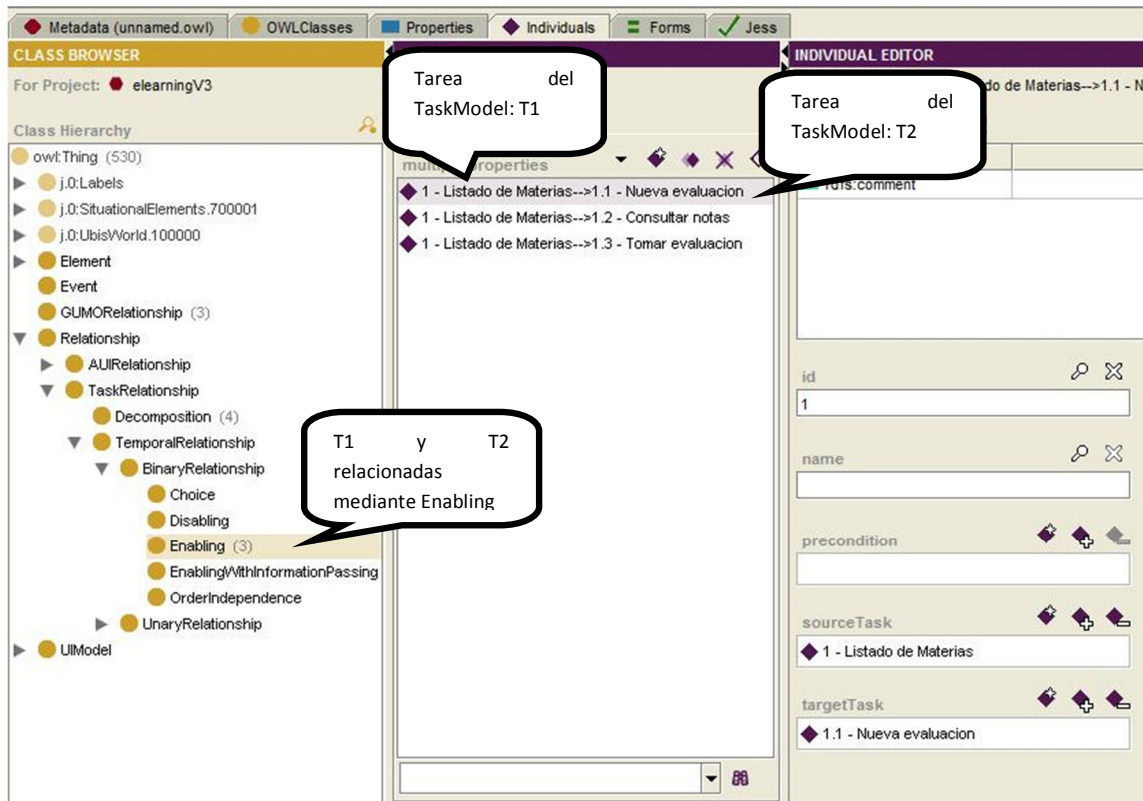 Metadata (unnamed.owl) OWLClasses Properties Individuals Forms Jess
CLASS BROWSER
For Project: elearningV3
Class Hierarchy
owl:Thing (530)
j.0:Labels
j.0:SituationalElements.700001
j.0:UbisWorld.100000
Element
Event
GUMORelationship (3)
Relationship
AUIRelationship
TaskRelationship
Decomposition (4)
TemporalRelationship
BinaryRelationship
Choice
Disabling
Enabling (3)
EnablingWithInformationPassing
OrderIndependence
UnaryRelationship
UIModel
Tarea del
TaskModel: T1
T1 y T2
relacionadas
mediante Enabling
1 - Listado de Materias-->1.1 - Nueva evaluacion
1 - Listado de Materias-->1.2 - Consultar notas
1 - Listado de Materias-->1.3 - Tomar evaluacion
INDIVIDUAL EDITOR
do de Materias-->1.1 - N
Tarea del
TaskModel: T2
rdfs:comment
id
1
name
precondition
sourceTask
1 - Listado de Materias
targetTask
1.1 - Nueva evaluacion